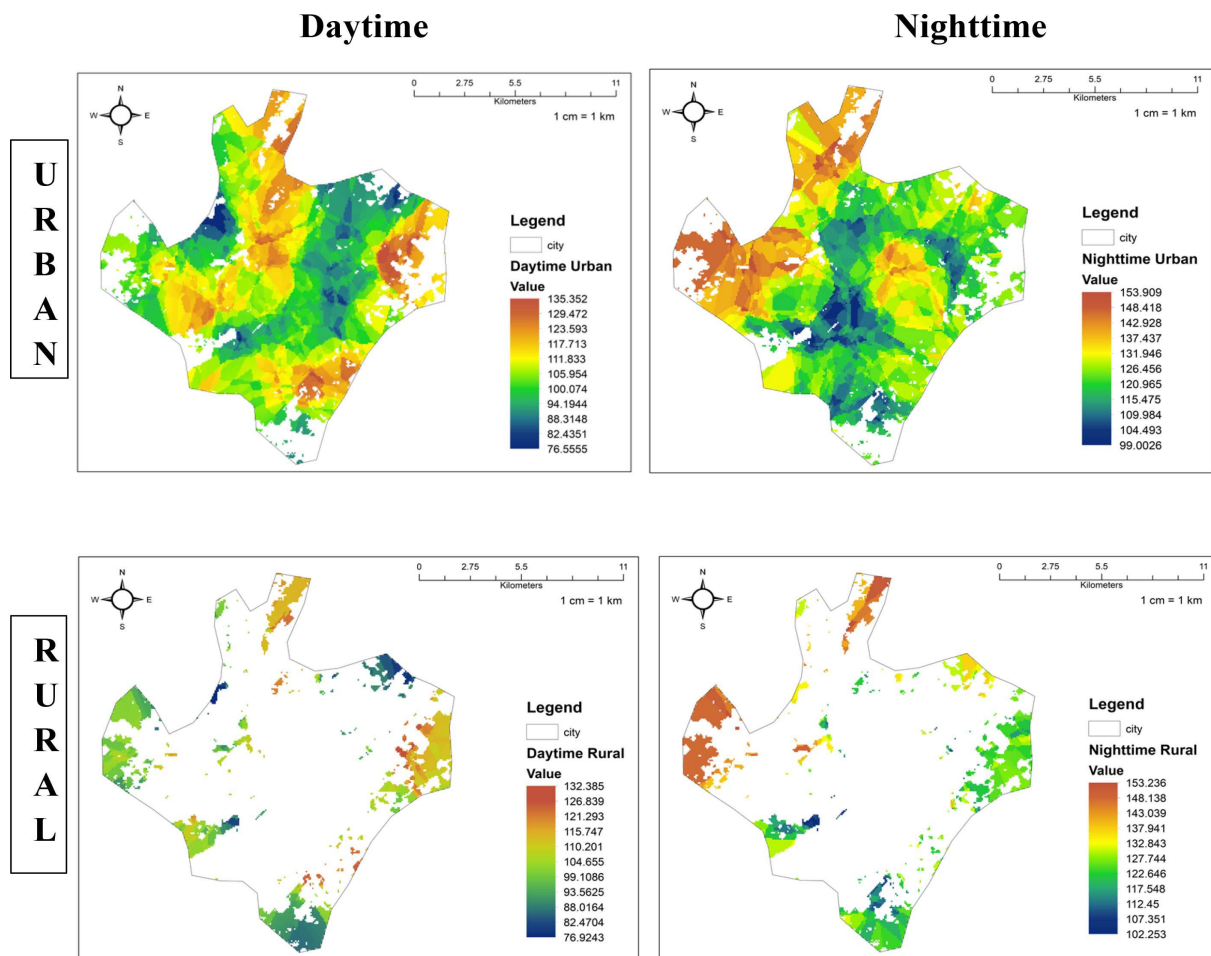 Daytime
Nighttime
URBAN
N
W E
S
0 2.75 5.5 11
Kilometers
1 cm = 1 km
Legend
city
Daytime Urban
Value
135.352
129.472
123.593
117.713
111.833
105.954
100.074
94.1944
88.3148
82.4351
76.5555
N
W E
S
0 2.75 5.5 11
Kilometers
1 cm = 1 km
Legend
city
Nighttime Urban
Value
153.909
148.418
142.928
137.437
131.946
126.456
120.965
115.475
109.984
104.493
99.0026
RURAL
N
W E
S
0 2.75 5.5 11
Kilometers
1 cm = 1 km
Legend
city
Daytime Rural
Value
132.385
126.839
121.293
115.747
110.201
104.655
99.1086
93.5625
88.0164
82.4704
76.9243
N
W E
S
0 2.75 5.5 11
Kilometers
1 cm = 1 km
Legend
city
Nighttime Rural
Value
153.236
148.138
143.039
137.941
132.843
127.744
122.646
117.548
112.45
107.351
102.253